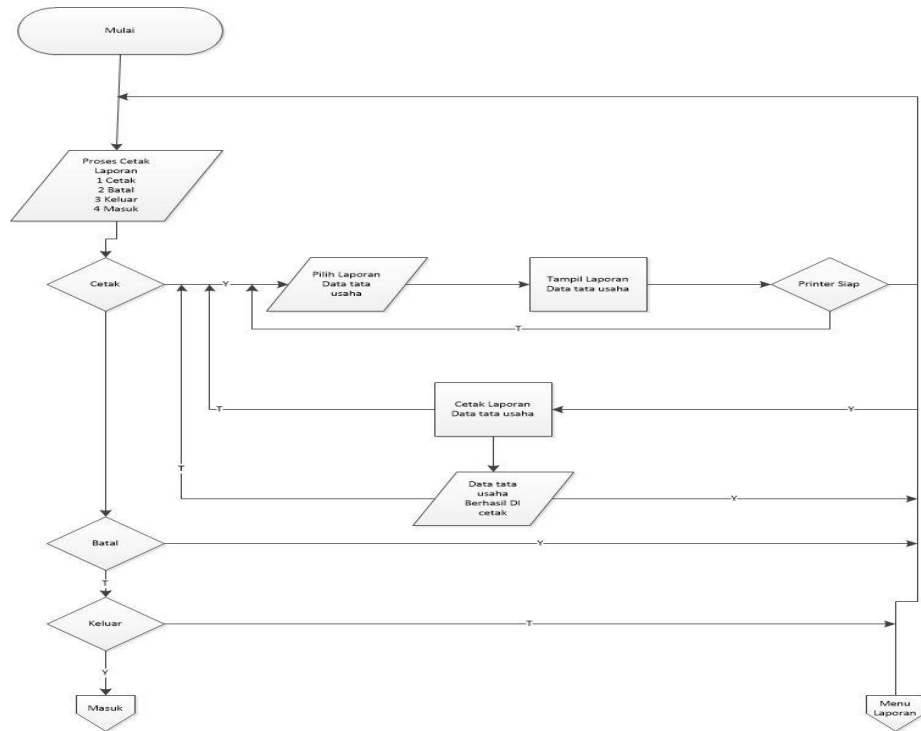 Mulai
Proses Cetak
Laporan
1 Cetak
2 Batal
3 Keluar
4 Masuk
Cetak
Y
Pilih Laporan
Data tata
usaha
Tampil Laporan
Data tata usaha
Printer Siap
T
Cetak Laporan
Data tata usaha
T
Y
T
Data tata
usaha
Berhasil DI
cetak
Y
Batal
Y
T
Keluar
T
Y
Masuk
Menu
Laporan